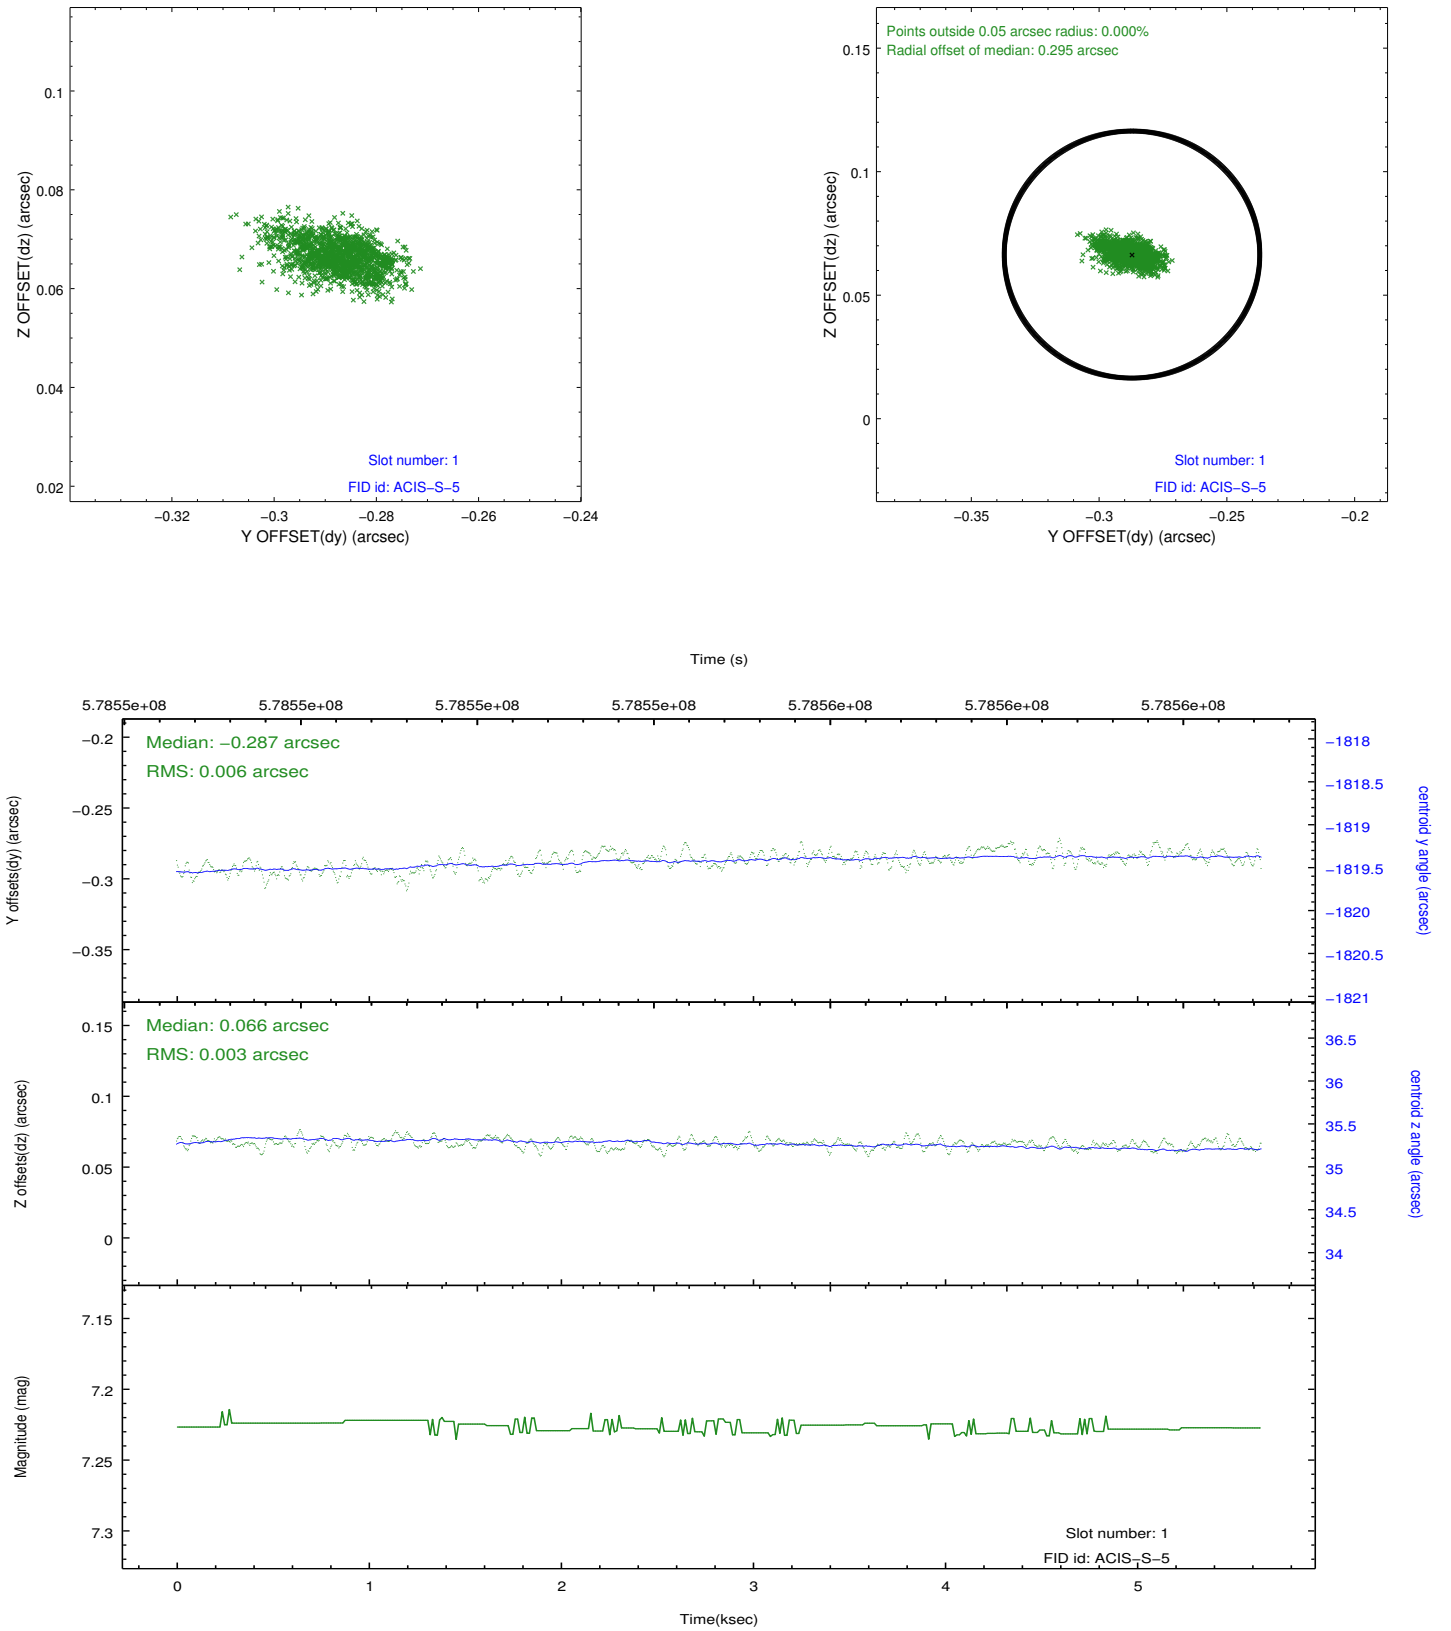 0.1
0.08
0.06
0.04
0.02
Z OFFSET(dz) (arcsec)
Slot number: 1
FID id: ACIS−S−5
−0.32 −0.3 −0.28 −0.26 −0.24
Y OFFSET(dy) (arcsec)
Points outside 0.05 arcsec radius: 0.000%
Radial offset of median: 0.295 arcsec
0.15
0.1
0.05
0
Z OFFSET(dz) (arcsec)
Slot number: 1
FID id: ACIS−S−5
−0.35 −0.3 −0.25 −0.2
Y OFFSET(dy) (arcsec)
Time (s)
5.7855e+08 5.7855e+08 5.7855e+08 5.7855e+08 5.7856e+08 5.7856e+08 5.7856e+08
Median: −0.287 arcsec
RMS: 0.006 arcsec
−0.2
−0.25
−0.3
−0.35
Y offsets(dy) (arcsec)
−1818
−1818.5
−1819
−1819.5
−1820
−1820.5
−1821
centroid y angle (arcsec)
Median: 0.066 arcsec
RMS: 0.003 arcsec
0.15
0.1
0.05
0
Z offsets(dz) (arcsec)
36.5
36
35.5
35
34.5
34
centroid z angle (arcsec)
7.15
7.2
7.25
7.3
Magnitude (mag)
Slot number: 1
FID id: ACIS−S−5
0 1 2 3 4 5
Time(ksec)